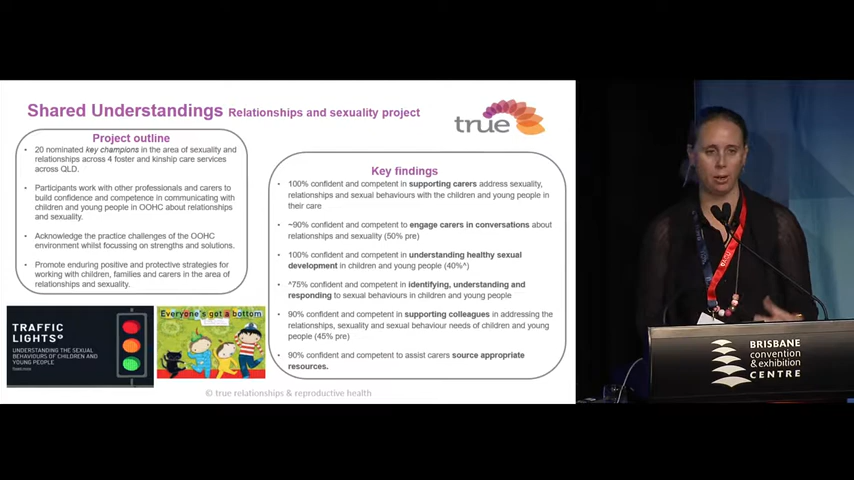 Shared Understandings Relationships and sexuality project
true
Project outline
• 20 nominated key champions in the area of sexuality and
relationships across 4 foster and kinship care services
across QLD.
• Participants work with other professionals and carers to
build confidence and competence in communicating with
children and young people in OOHC about relationships
and sexuality.
• Acknowledge the practice challenges of the OOHC
environment whilst focussing on strengths and solutions.
• Promote enduring positive and protective strategies for
working with children, families and carers in the area of
relationships and sexuality.
Key findings
• 100% confident and competent in supporting carers address sexuality,
relationships and sexual behaviours with the children and young people in
their care
• ~90% confident and competent to engage carers in conversations about
relationships and sexuality (50% pre)
• 100% confident and competent in understanding healthy sexual
development in children and young people (40%^)
• ^75% confident and competent in identifying, understanding and
responding to sexual behaviours in children and young people
• 90% confident and competent in supporting colleagues in addressing the
relationships, sexuality and sexual behaviour needs of children and young
people (45% pre)
• 90% confident and competent to assist carers source appropriate
resources.
TRAFFIC
LIGHTS
UNDERSTANDING THE SEXUAL
BEHAVIOURS OF CHILDREN AND
YOUNG PEOPLE
Everyone's got a bottom
© true relationships & reproductive health
BRISBANE
convention
& exhibition
CENTRE